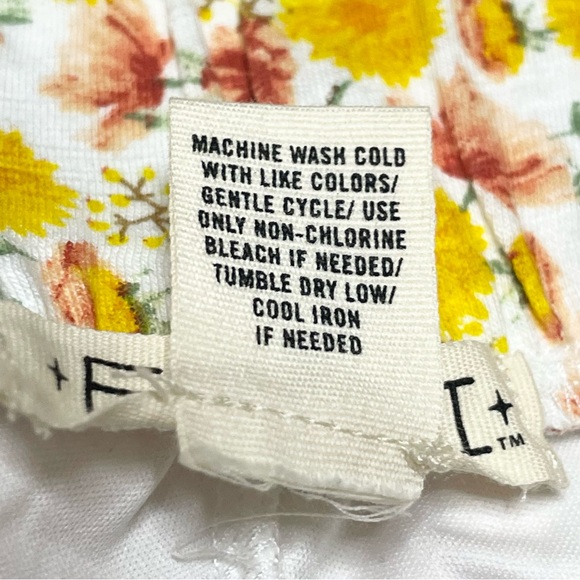 MACHINE WASH COLD
WITH LIKE COLORS/
GENTLE CYCLE/ USE
ONLY NON-CHLORINE
BLEACH IF NEEDED/
TUMBLE DRY LOW/
COOL IRON
IF NEEDED
TM